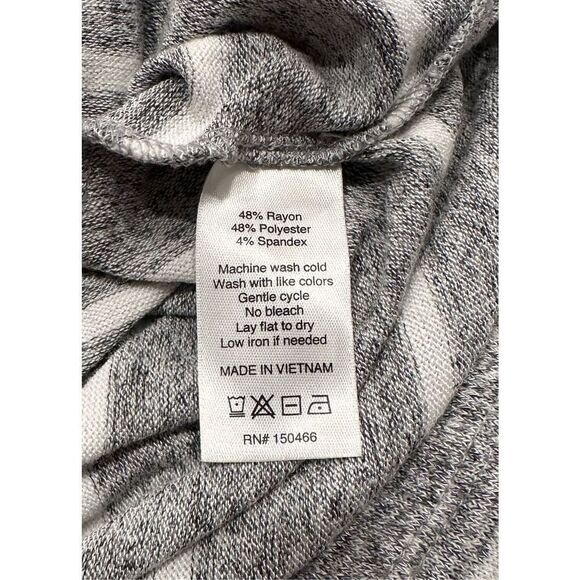 48% Rayon
48% Polyester
4% Spandex
Machine wash cold
Wash with like colors
Gentle cycle
No bleach
Lay flat to dry
Low iron if needed
MADE IN VIETNAM
RN# 150466